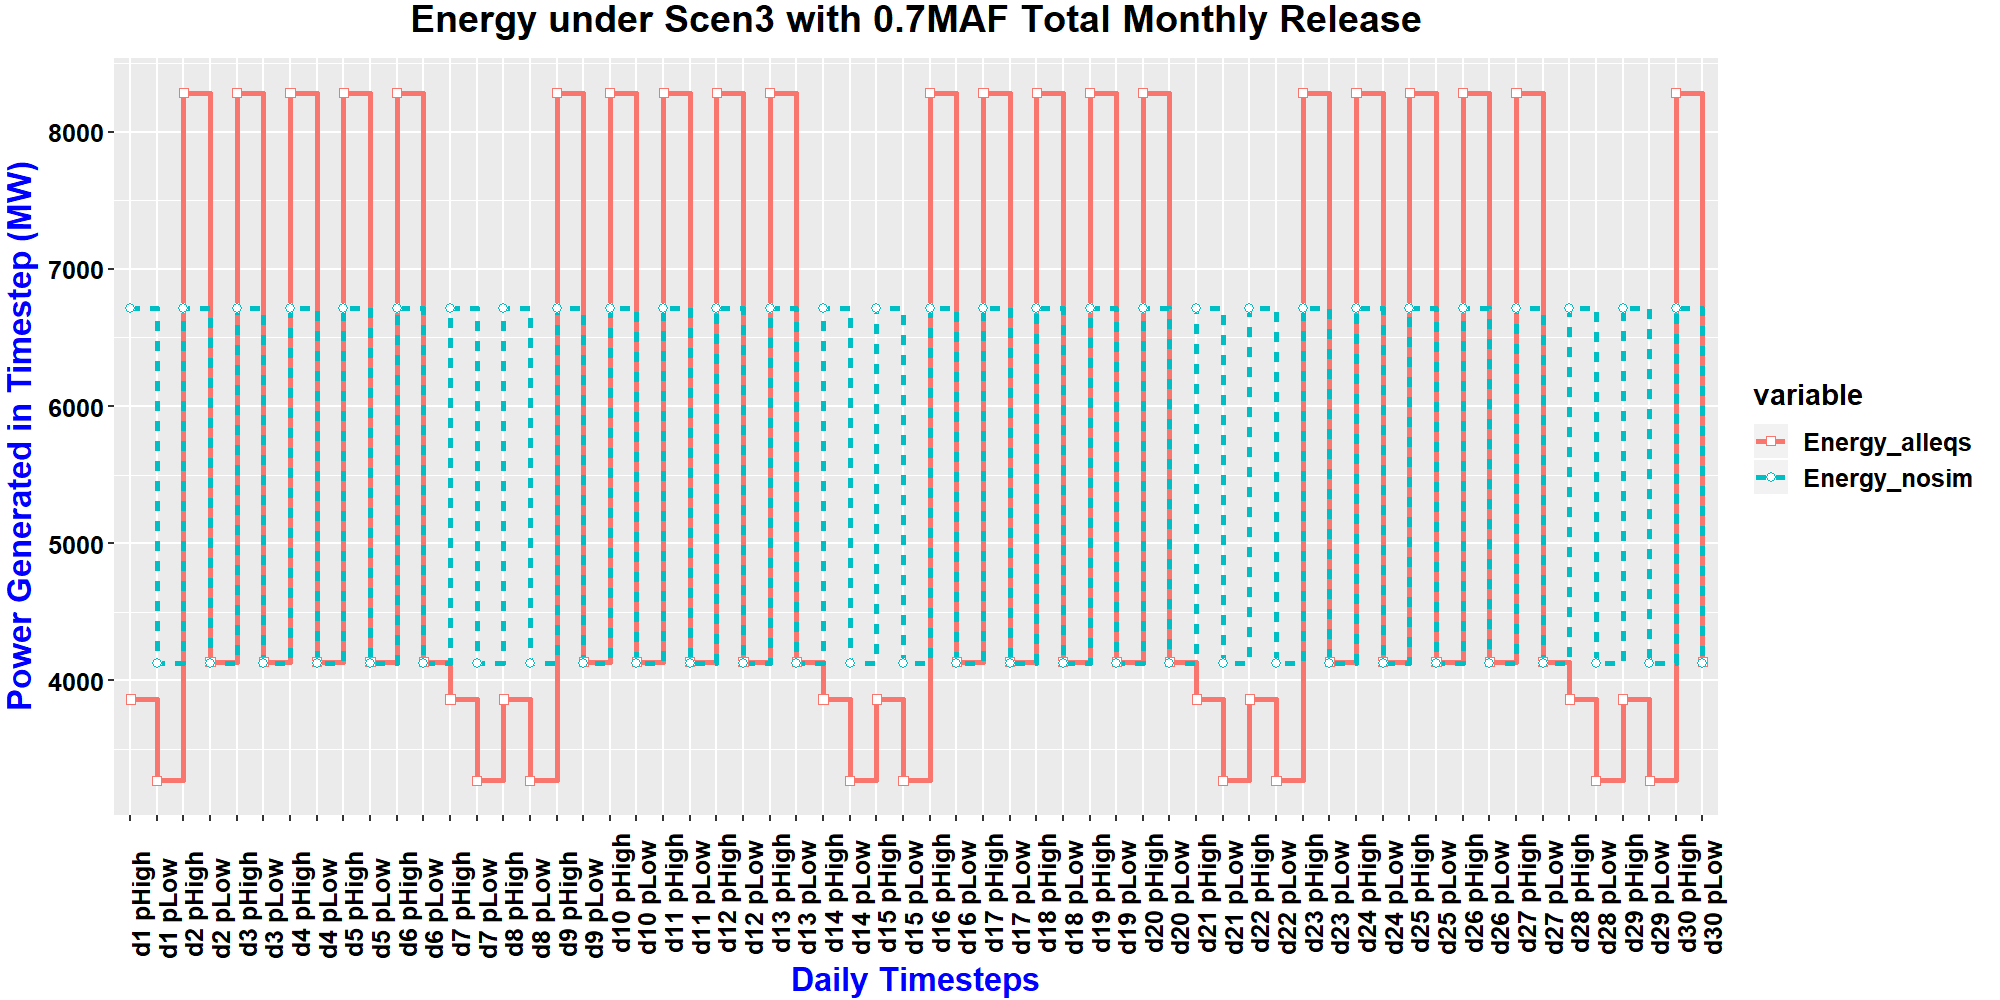 Energy under Scen3 with 0.7MAF Total Monthly Release
Power Generated in Timestep (MW)
8000
7000
6000
5000
4000
d1 pHigh
d1 pLow
d2 pHigh
d2 pLow
d3 pHigh
d3 pLow
d4 pHigh
d4 pLow
d5 pHigh
d5 pLow
d6 pHigh
d6 pLow
d7 pHigh
d7 pLow
d8 pHigh
d8 pLow
d9 pHigh
d9 pLow
d10 pHigh
d10 pLow
d11 pHigh
d11 pLow
d12 pHigh
d12 pLow
d13 pHigh
d13 pLow
d14 pHigh
d14 pLow
d15 pHigh
d15 pLow
d16 pHigh
d16 pLow
d17 pHigh
d17 pLow
d18 pHigh
d18 pLow
d19 pHigh
d19 pLow
d20 pHigh
d20 pLow
d21 pHigh
d21 pLow
d22 pHigh
d22 pLow
d23 pHigh
d23 pLow
d24 pHigh
d24 pLow
d25 pHigh
d25 pLow
d26 pHigh
d26 pLow
d27 pHigh
d27 pLow
d28 pHigh
d28 pLow
d29 pHigh
d29 pLow
d30 pHigh
d30 pLow
Daily Timesteps
variable
Energy_alleqs
Energy_nosim